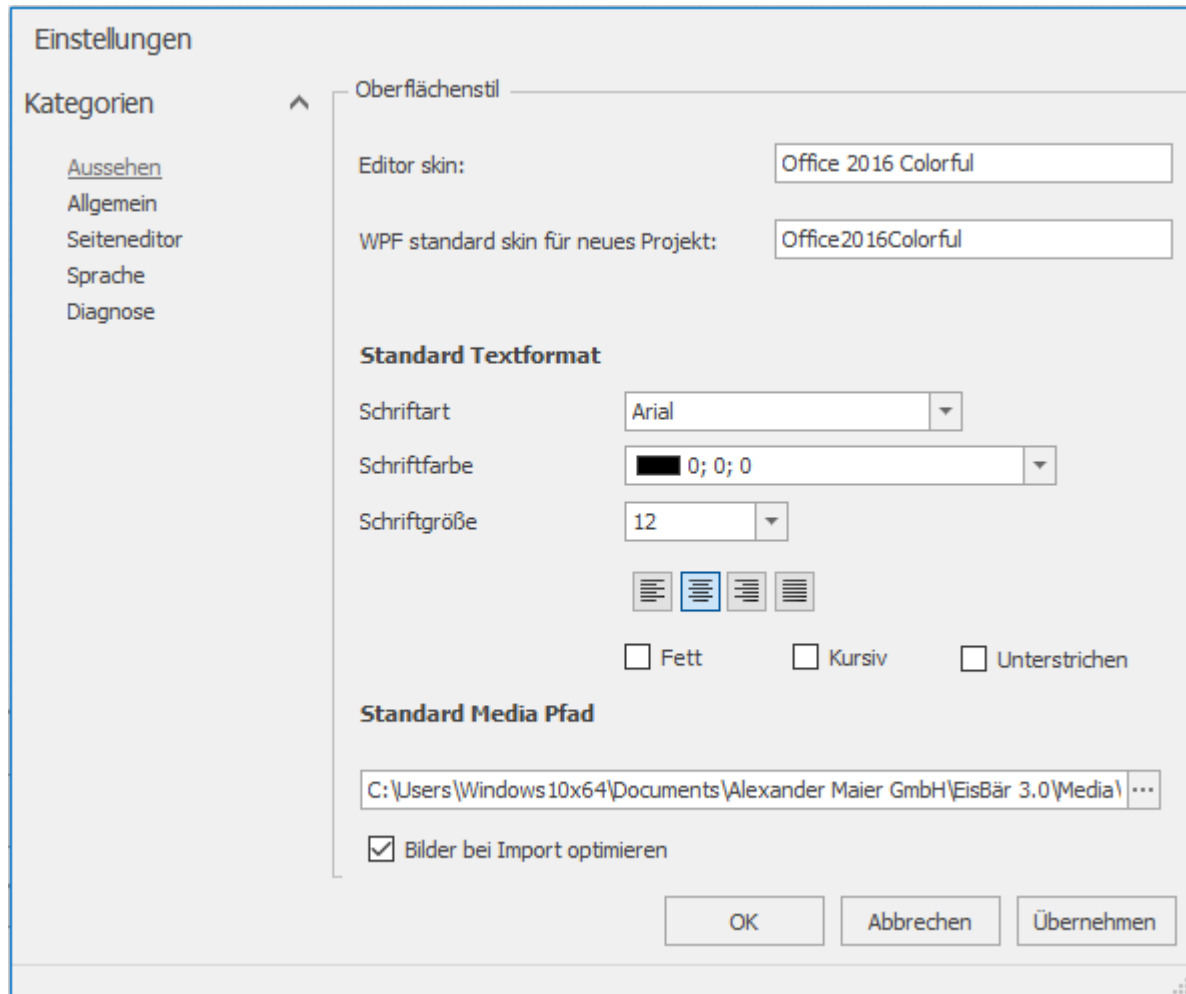 Einstellungen
Kategorien
Aussehen
Allgemein
Seiteneditor
Sprache
Diagnose
Oberflächenstil
Editor skin: Office 2016 Colorful
WPF standard skin für neues Projekt: Office2016Colorful
Standard Textformat
Schriftart Arial
Schriftfarbe 0; 0; 0
Schriftgröße 12
Fett Kursiv Unterstrichen
Standard Media Pfad
C:\Users\Windows10x64\Documents\Alexander Maier GmbH\EisBär 3.0\Media\ ...
Bilder bei Import optimieren
OK Abbrechen Übernehmen